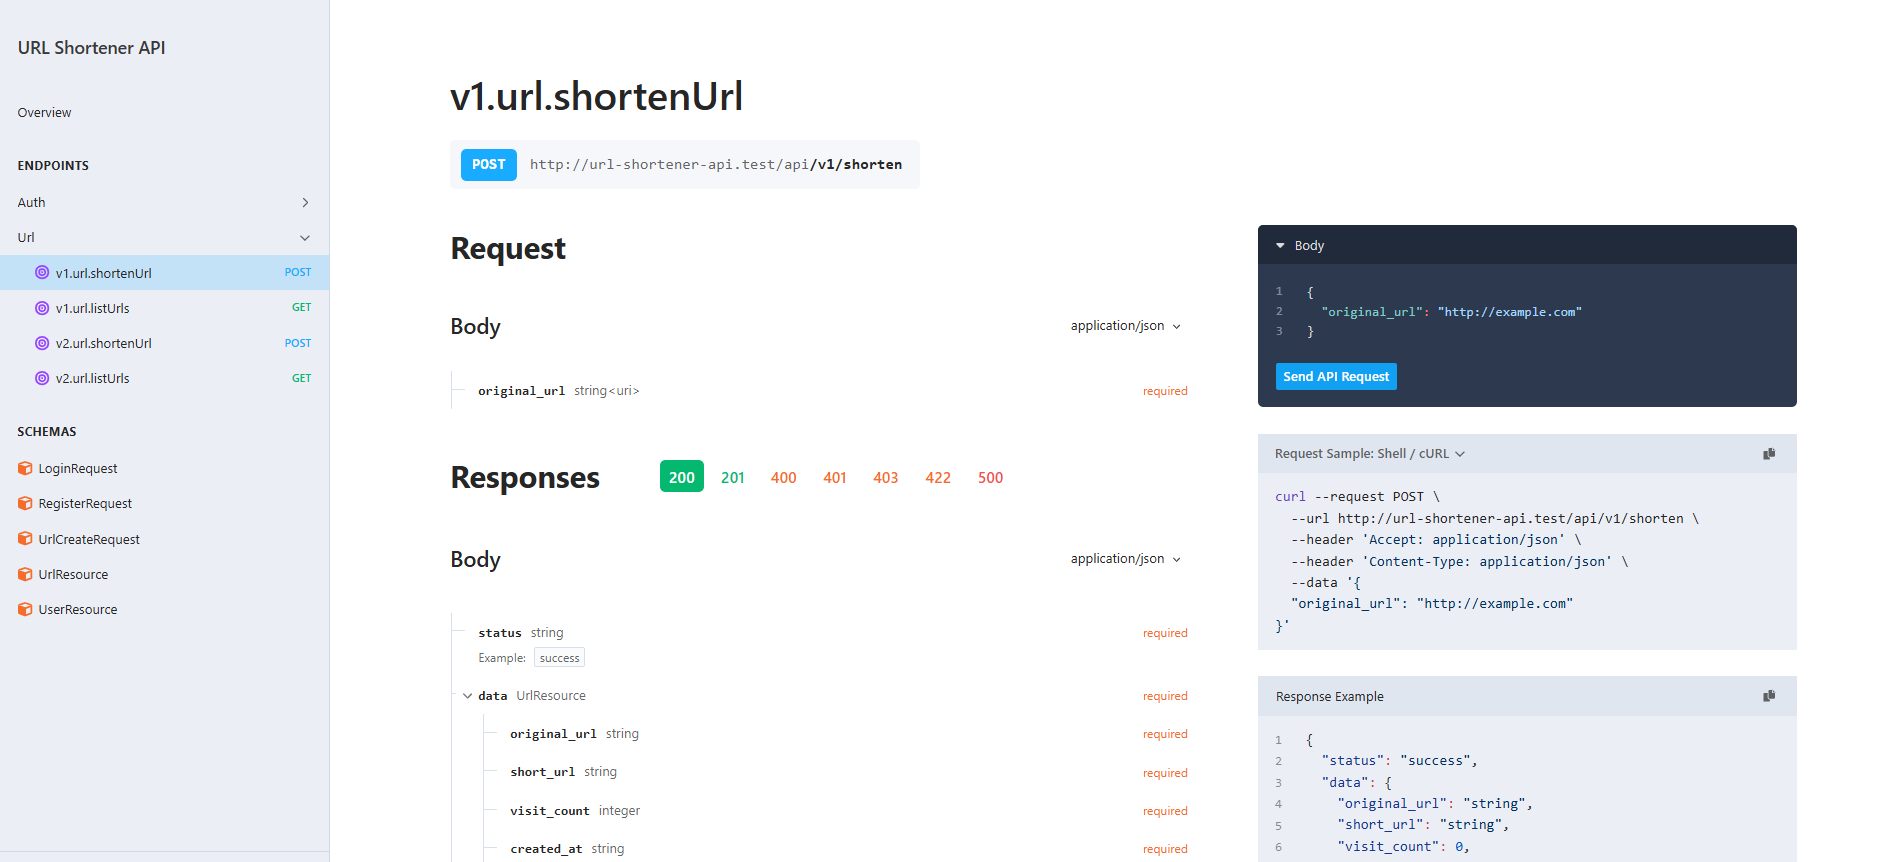 URL Shortener API
Overview
ENDPOINTS
Auth
Url
v1.url.shortenUrl POST
v1.url.listUrls GET
v2.url.shortenUrl POST
v2.url.listUrls GET
SCHEMAS
LoginRequest
RegisterRequest
UrlCreateRequest
UrlResource
UserResource
v1.url.shortenUrl
POST http://url-shortener-api.test/api/v1/shorten
Request
Body application/json
original_url string<uri> required
Responses 200 201 400 401 403 422 500
Body application/json
status string required
Example: success
data UrlResource required
original_url string required
short_url string required
visit_count integer required
created_at string required
Body
1 {
2 "original_url": "http://example.com"
3 }
Send API Request
Request Sample: Shell / cURL
curl --request POST \
--url http://url-shortener-api.test/api/v1/shorten \
--header 'Accept: application/json' \
--header 'Content-Type: application/json' \
--data '{
"original_url": "http://example.com"
}'
Response Example
1 {
2 "status": "success",
3 "data": {
4 "original_url": "string",
5 "short_url": "string",
6 "visit_count": 0,